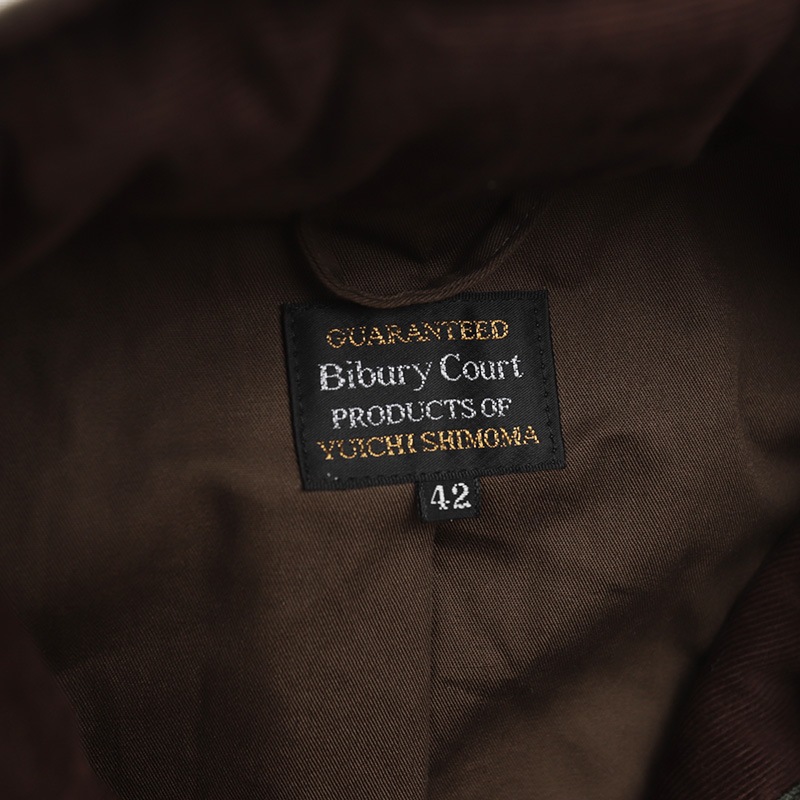 GUARANTEED
Bibury Court
PRODUCTS OF
YUICHI SHIMOMA
42